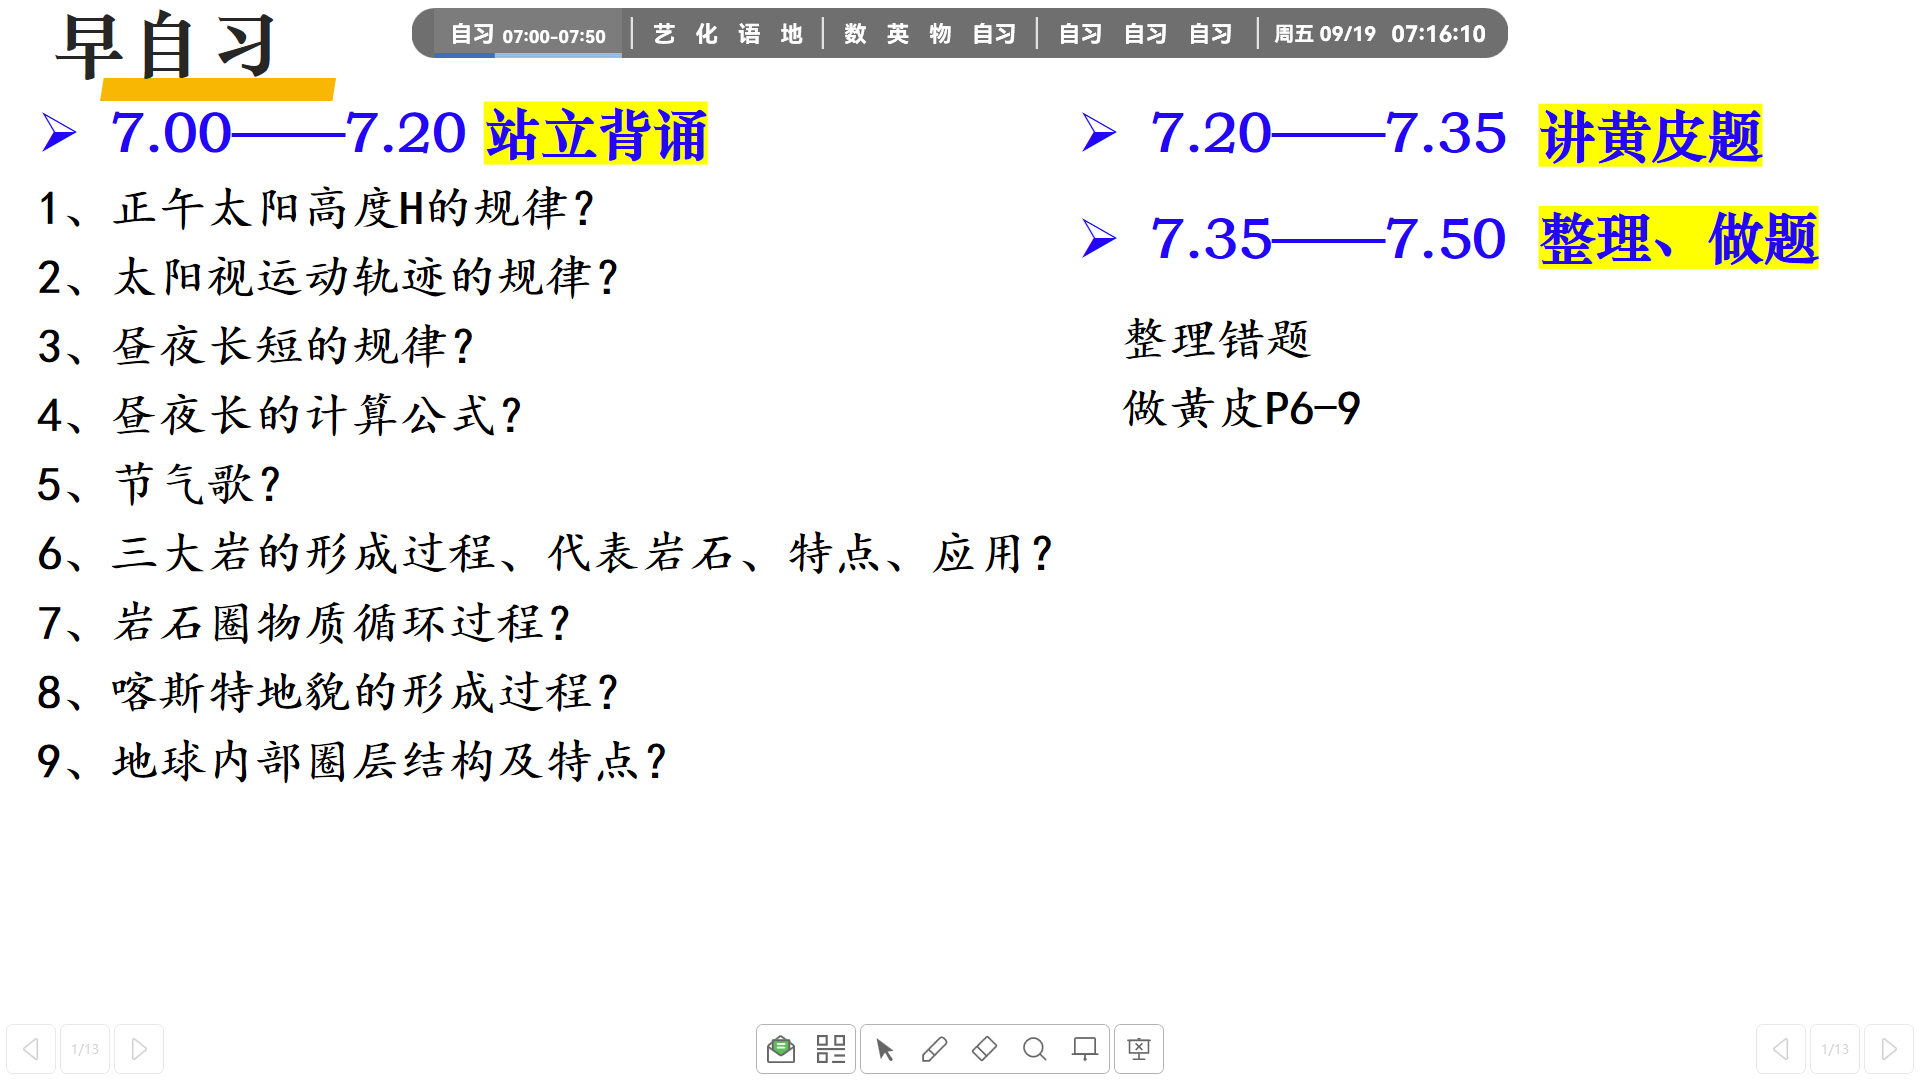 早自习
自习 07:00-07:50 艺 化 语 地 数 英 物 自习 自习 自习 自习 周五 09/19 07:16:10
7.00——7.20 站立背诵
1、正午太阳高度H的规律?
2、太阳视运动轨迹的规律?
3、昼夜长短的规律?
4、昼夜长的计算公式?
5、节气歌?
6、三大岩的形成过程、代表岩石、特点、应用?
7、岩石圈物质循环过程?
8、喀斯特地貌的形成过程?
9、地球内部圈层结构及特点?
7.20——7.35 讲黄皮题
7.35——7.50 整理、做题
整理错题
做黄皮P6-9
1/13
1/13